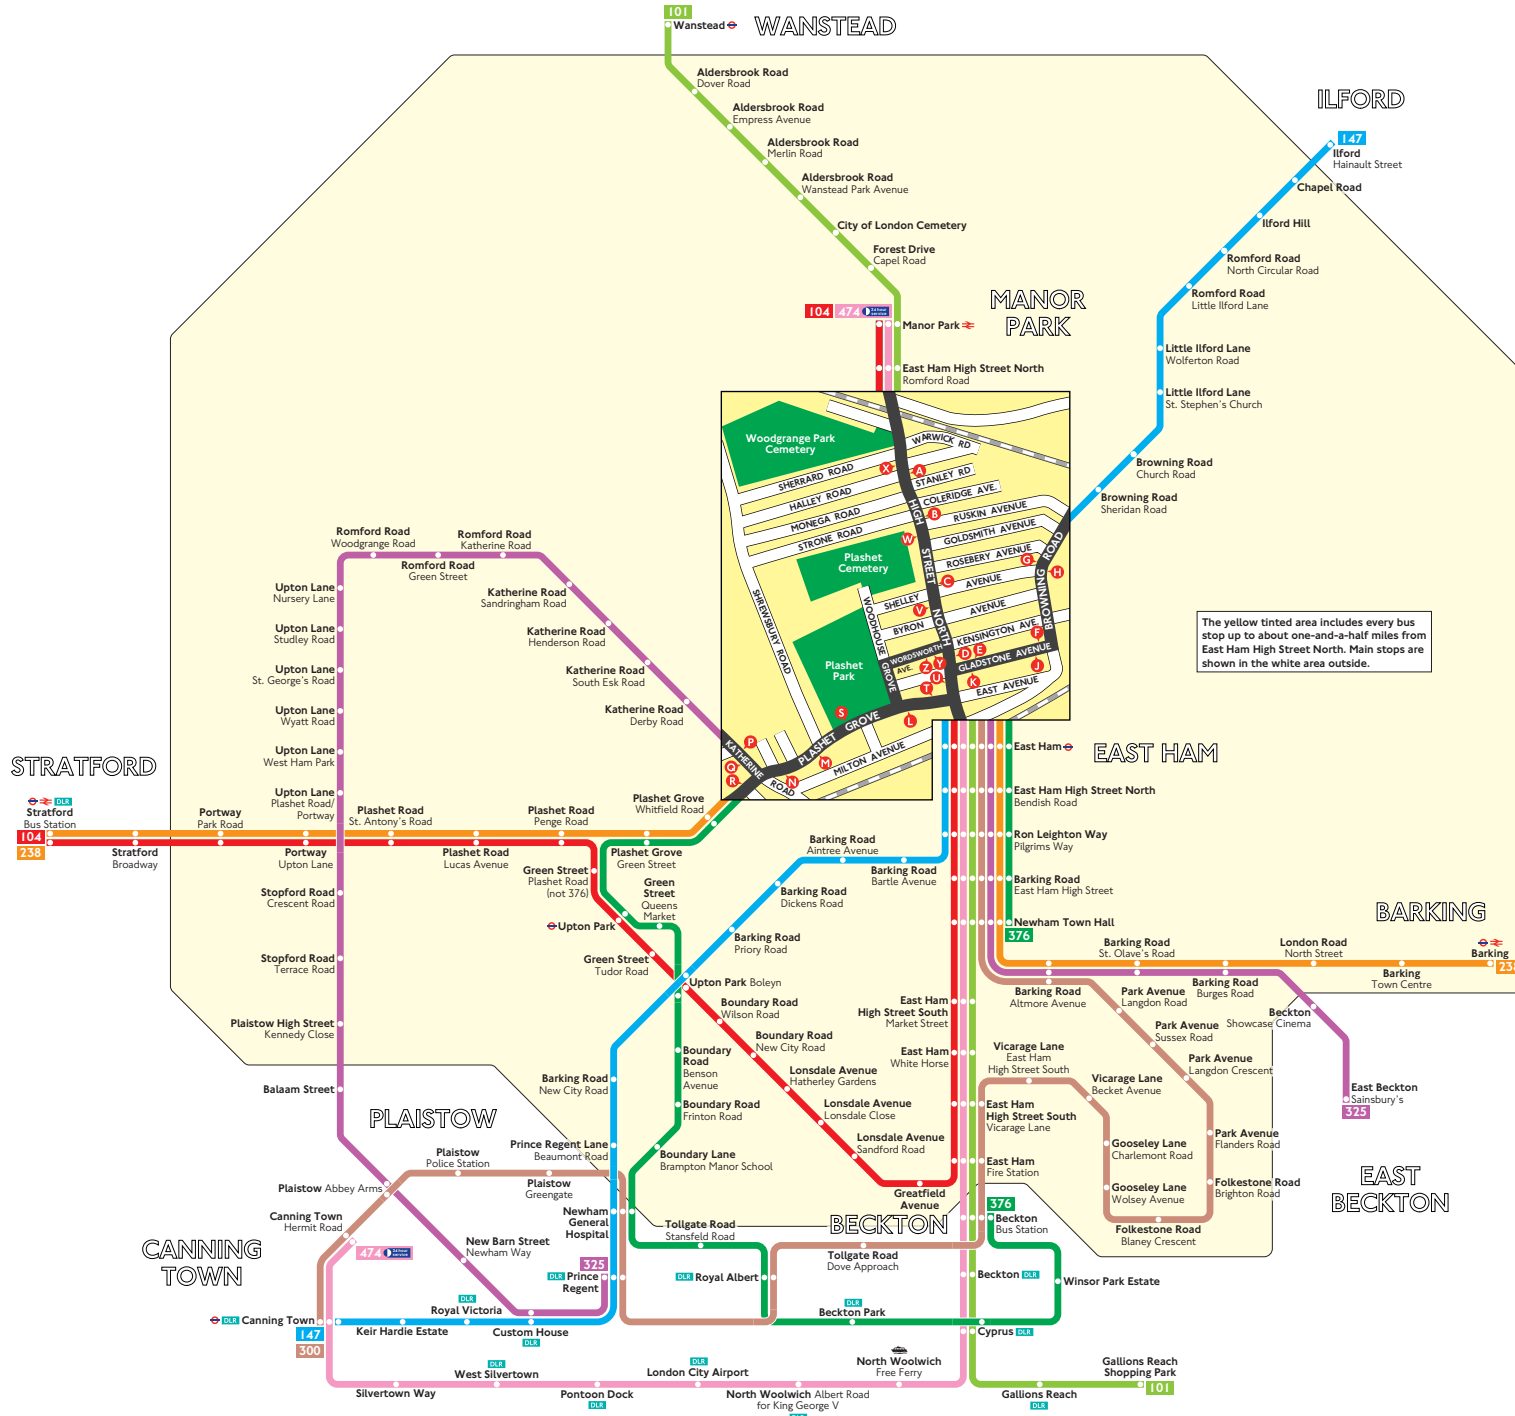 101
Wanstead
WANSTEAD
Aldersbrook Road
Dover Road
Aldersbrook Road
Empress Avenue
Aldersbrook Road
Merlin Road
Aldersbrook Road
Wanstead Park Avenue
City of London Cemetery
Forest Drive
Capel Road
ILFORD
147
Ilford
Hainault Street
Chapel Road
Ilford Hill
Romford Road
North Circular Road
Romford Road
Little Ilford Lane
Little Ilford Lane
Wolferton Road
Little Ilford Lane
St. Stephen's Church
Browning Road
Church Road
Browning Road
Sheridan Road
MANOR
PARK
104
474
24 hour
service
Manor Park
East Ham High Street North
Romford Road
Woodgrange Park
Cemetery
WARWICK RD
SHERRARD ROAD
X
A
STANLEY RD
HALLEY ROAD
COLERIDGE AVE.
MONEGA ROAD
HIGH
B
RUSKIN AVENUE
STRONE ROAD
W
GOLDSMITH AVENUE
STREET
Plashet
Cemetery
ROSEBERY AVENUE
G
ROAD
H
C
AVENUE
SHELLEY
SHREWSBURY ROAD
WOODHOUSE
V
AVENUE
BYRON
NORTH
BROWNING
KENSINGTON AVE.
F
WORDSWORTH
AVE.
D
E
Z
Y
GLADSTONE AVENUE
J
Plashet
Park
GROVE
U
T
K
EAST AVENUE
S
L
PLASHET GROVE
P
KATHERINE
Q
R
M
MILTON AVENUE
N
ROAD
The yellow tinted area includes every bus
stop up to about one-and-a-half miles from
East Ham High Street North. Main stops are
shown in the white area outside.
Romford Road
Woodgrange Road
Romford Road
Katherine Road
Romford Road
Green Street
Upton Lane
Nursery Lane
Katherine Road
Sandringham Road
Upton Lane
Studley Road
Katherine Road
Henderson Road
Upton Lane
St. George's Road
Katherine Road
South Esk Road
Upton Lane
Wyatt Road
Katherine Road
Derby Road
Upton Lane
West Ham Park
Upton Lane
Plashet Road/
Portway
STRATFORD
DLR
Stratford
Bus Station
104
238
Stratford
Broadway
Portway
Park Road
Portway
Upton Lane
Plashet Road
St. Antony's Road
Plashet Road
Lucas Avenue
Plashet Road
Penge Road
Plashet Grove
Whitfield Road
Plashet Grove
Green Street
Green Street
Plashet Road
(not 376)
Green
Street
Queens
Market
Upton Park
Green Street
Tudor Road
Stopford Road
Crescent Road
Stopford Road
Terrace Road
Plaistow High Street
Kennedy Close
Balaam Street
Barking Road
Aintree Avenue
Barking Road
Bartle Avenue
Barking Road
Dickens Road
Barking Road
Priory Road
Upton Park Boleyn
Boundary Road
Wilson Road
Boundary Road
New City Road
Lonsdale Avenue
Hatherley Gardens
Lonsdale Avenue
Lonsdale Close
Lonsdale Avenue
Sandford Road
Greatfield
Avenue
Boundary
Road
Benson
Avenue
Boundary Road
Frinton Road
Boundary Lane
Brampton Manor School
Barking Road
New City Road
Prince Regent Lane
Beaumont Road
Newham
General
Hospital
East Ham
EAST HAM
East Ham High Street North
Bendish Road
Ron Leighton Way
Pilgrims Way
Barking Road
East Ham High Street
Newham Town Hall
376
BARKING
Barking Road
St. Olave's Road
London Road
North Street
Barking
238
Barking
Town Centre
Barking Road
Altmore Avenue
Park Avenue
Langdon Road
Barking Road
Burges Road
Beckton
Showcase Cinema
Park Avenue
Sussex Road
Park Avenue
Langdon Crescent
East Beckton
Sainsbury's
325
EAST
BECKTON
East Ham
High Street South
Market Street
East Ham
White Horse
Vicarage Lane
East Ham
High Street South
Vicarage Lane
Becket Avenue
East Ham
High Street South
Vicarage Lane
East Ham
Fire Station
Gooseley Lane
Charlemont Road
Gooseley Lane
Wolsey Avenue
Park Avenue
Flanders Road
Folkestone Road
Brighton Road
Folkestone Road
Blaney Crescent
PLAISTOW
Plaistow
Police Station
Plaistow
Greengate
Plaistow Abbey Arms
Canning Town
Hermit Road
CANNING
TOWN
474
24 hour
service
New Barn Street
Newham Way
325
DLR Prince
Regent
DLR
Royal Victoria
DLR Canning Town
147
300
Keir Hardie Estate
Custom House
DLR
BECKTON
376
Beckton
Bus Station
Tollgate Road
Stansfeld Road
Tollgate Road
Dove Approach
DLR Royal Albert
Beckton DLR
Winsor Park Estate
DLR
Beckton Park
Cyprus DLR
Silvertown Way
DLR
West Silvertown
Pontoon Dock
DLR
DLR
London City Airport
North Woolwich Albert Road
for King George V
DLR
North Woolwich
Free Ferry
Gallions Reach
DLR
Gallions Reach
Shopping Park
101